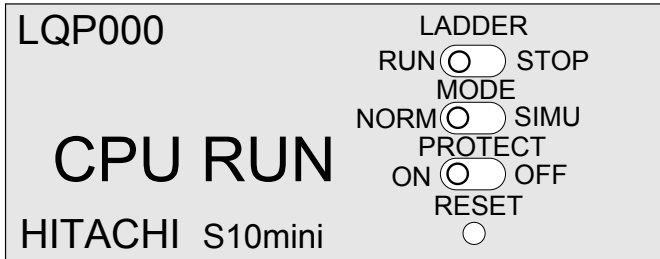 LQP000
LADDER
RUN STOP
MODE
NORM SIMU
CPU RUN
PROTECT
ON OFF
RESET
HITACHI S10mini